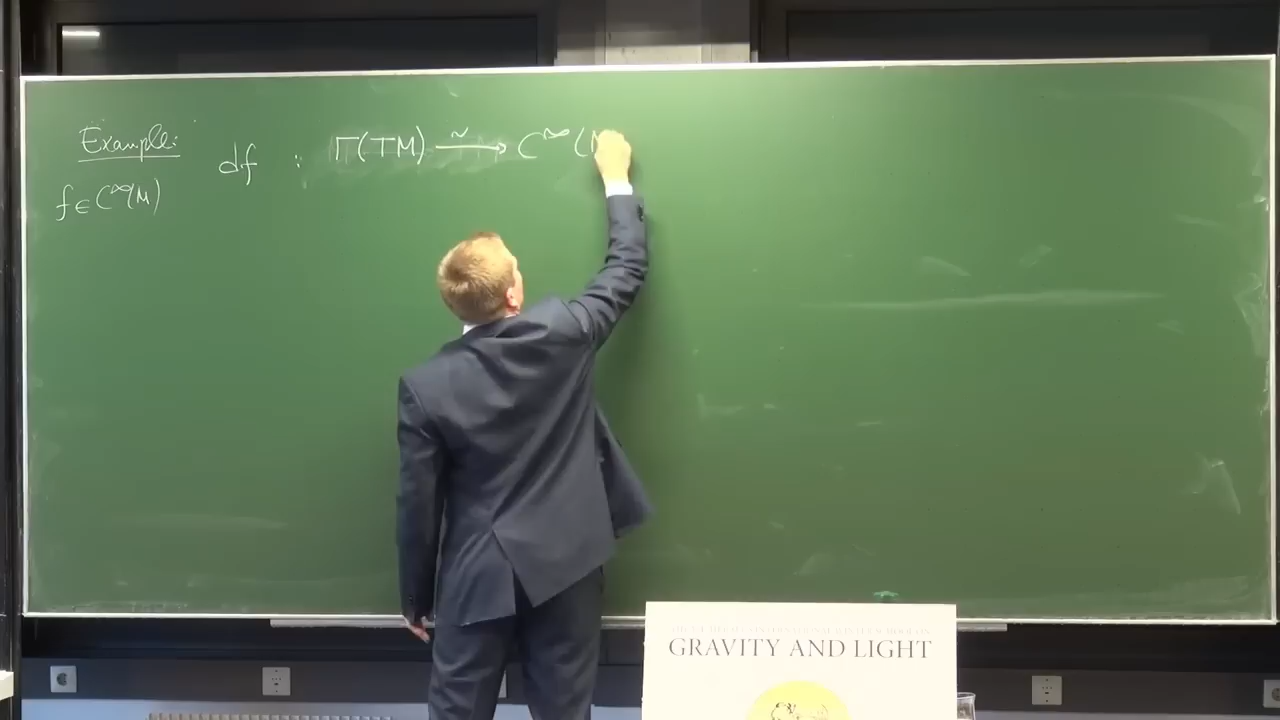 Example:
df : Γ(TM) ⟶~ C^∞(M
f∈C^∞(M)
GRAVITY AND LIGHT